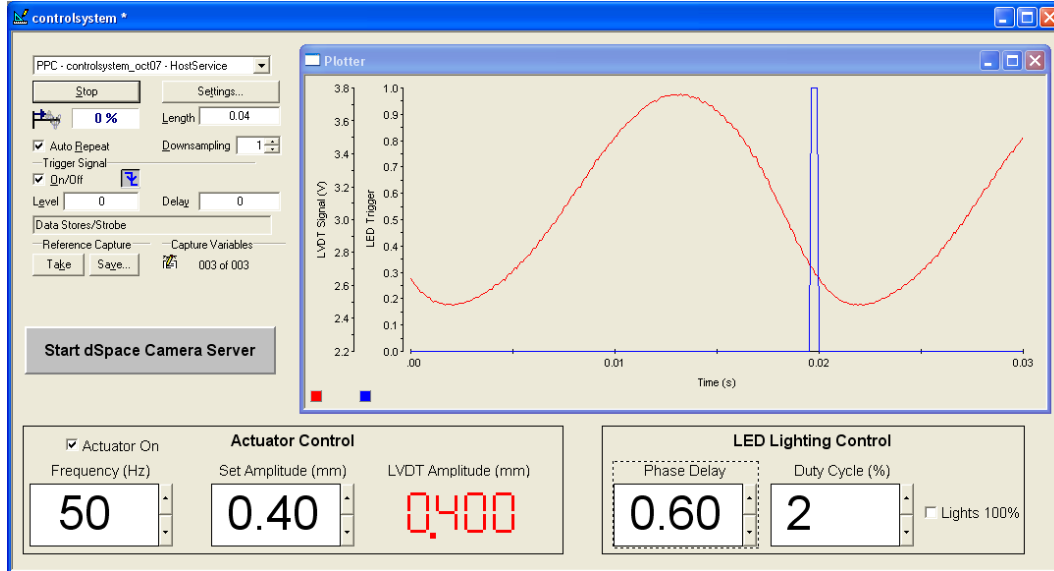 controlsystem *
PPC - controlsystem_oct07 - HostService
Stop Settings...
0 % Length 0.04
Auto Repeat Downsampling 1
Trigger Signal
On/Off
Level 0 Delay 0
Data Stores/Strobe
Reference Capture Capture Variables
Take Save... 003 of 003
Start dSpace Camera Server
Plotter
LVDT Signal (V)
3.8
3.6
3.4
3.2
3.0
2.8
2.6
2.4
2.2
LED Trigger
1.0
0.9
0.8
0.7
0.6
0.5
0.4
0.3
0.2
0.1
0.0
.00 0.01 0.02 0.03
Time (s)
Actuator On Actuator Control
Frequency (Hz) Set Amplitude (mm) LVDT Amplitude (mm)
50 0.40 0.400
LED Lighting Control
Phase Delay Duty Cycle (%)
0.60 2 Lights 100%